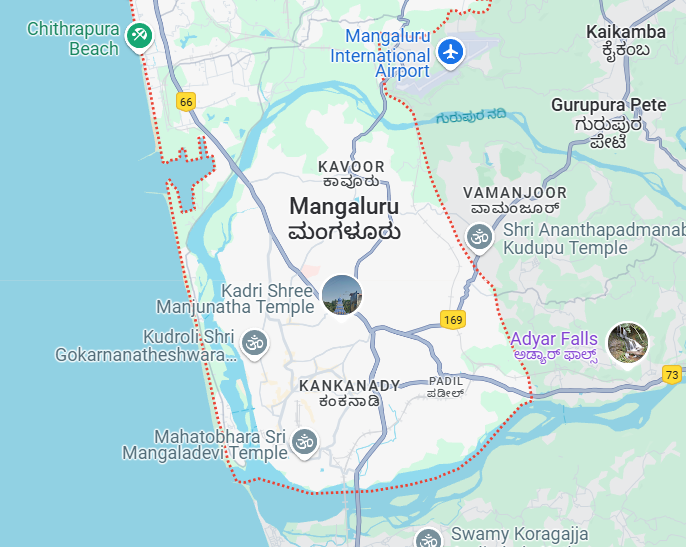 Chithrapura
Beach
Mangaluru
International
Airport
Kaikamba
ಕೈಕಂಬ
66
Gurupura Pete
ಗುರುಪುರ
ಪೇಟೆ
ಗುರುಪುರ ನದಿ
KAVOOR
ಕಾವೂರು
VAMANJOOR
ವಾಮಂಜೂರ್
Mangaluru
ಮಂಗಳೂರು
Shri Ananthapadmanab
Kudupu Temple
Kadri Shree
Manjunatha Temple
169
Kudroli Shri
Gokarnanatheshwara...
Adyar Falls
ಅಡ್ಯಾರ್ ಫಾಲ್ಸ್
73
KANKANADY
ಕಂಕನಾಡಿ
PADIL
ಪಡೀಲ್
Mahatobhara Sri
Mangaladevi Temple
Swamy Koragajja